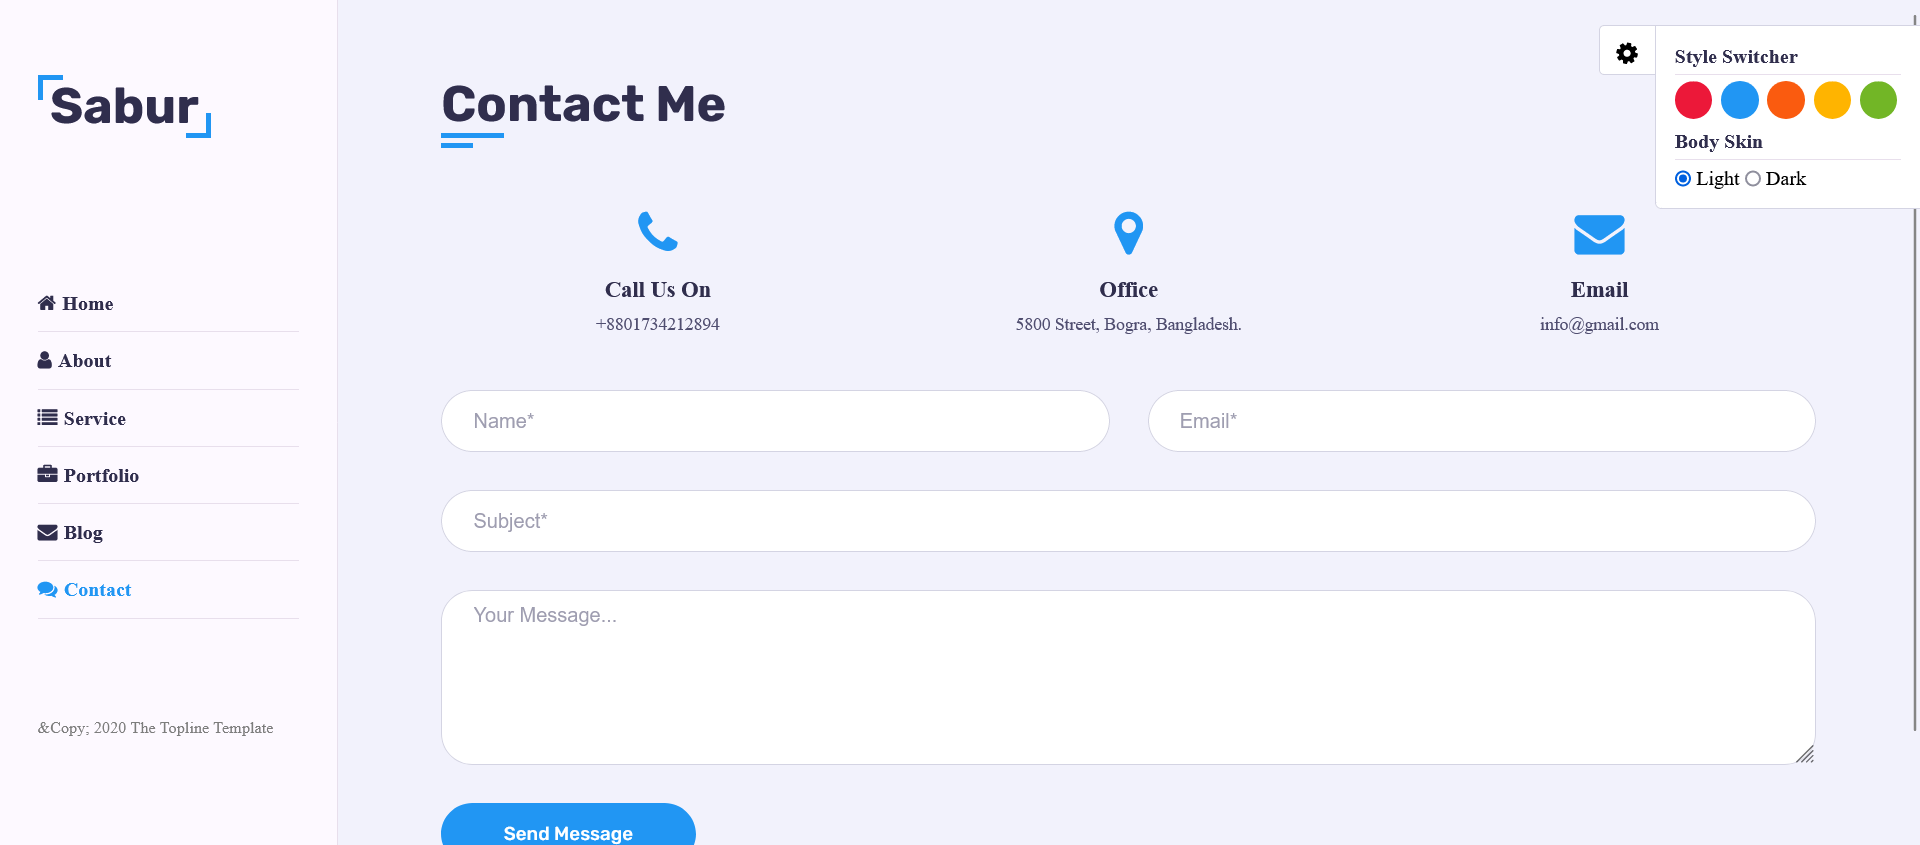 Sabur
Home
About
Service
Portfolio
Blog
Contact
&Copy; 2020 The Topline Template
Contact Me
Call Us On
+8801734212894
Office
5800 Street, Bogra, Bangladesh.
Email
info@gmail.com
Name*
Email*
Subject*
Your Message...
Send Message
Style Switcher
Body Skin
Light Dark